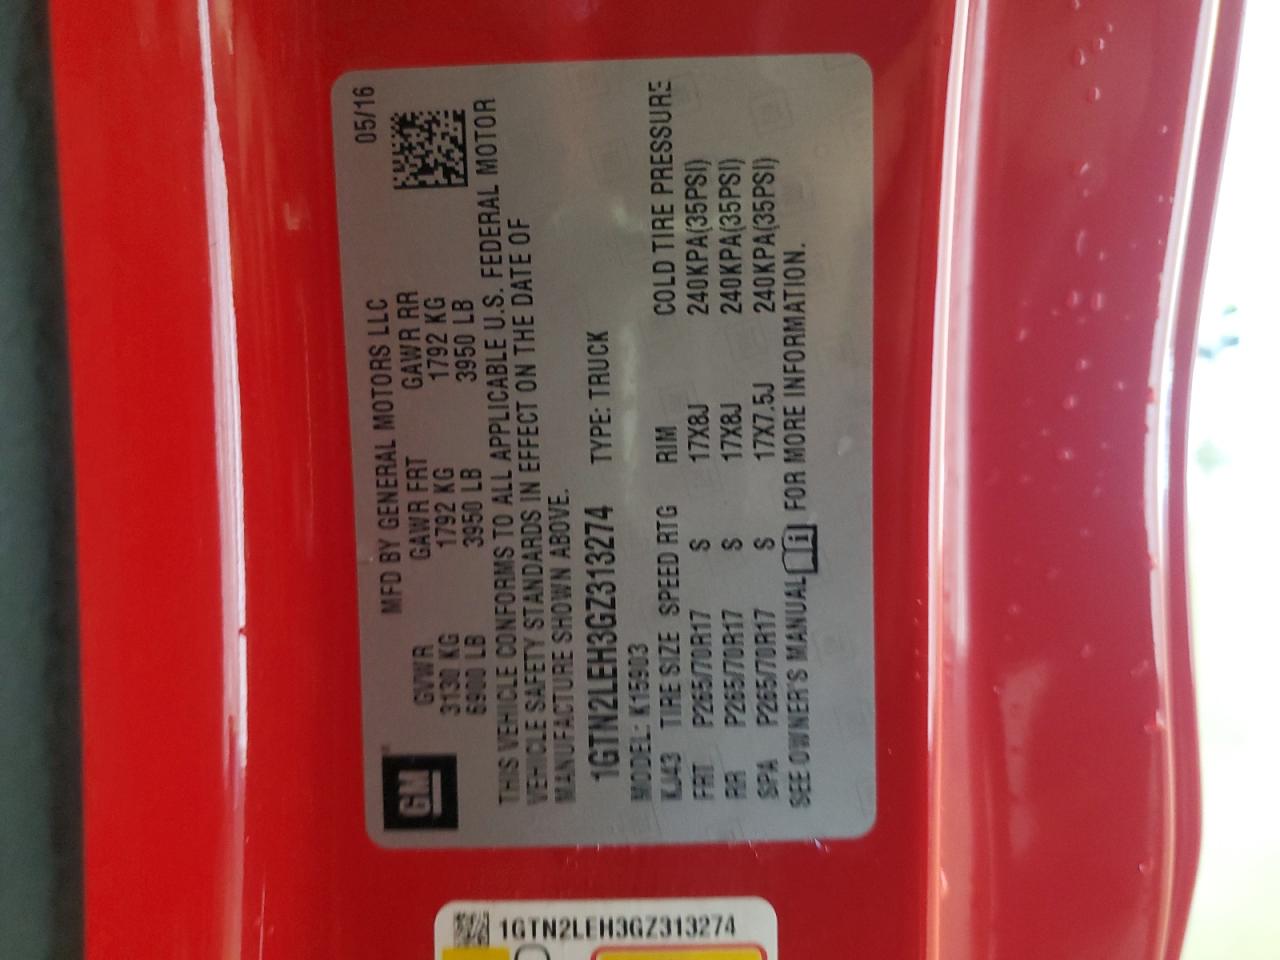 GM
MFD BY GENERAL MOTORS LLC 05/16
GVWR GAWR FRT GAWR RR
3130 KG 1792 KG 1792 KG
6900 LB 3950 LB 3950 LB
THIS VEHICLE CONFORMS TO ALL APPLICABLE U.S. FEDERAL MOTOR
VEHICLE SAFETY STANDARDS IN EFFECT ON THE DATE OF
MANUFACTURE SHOWN ABOVE.
1GTN2LEH3GZ313274 TYPE: TRUCK
MODEL: K15903
KJ43 TIRE SIZE SPEED RTG RIM COLD TIRE PRESSURE
FRT P265/70R17 S 17X8J 240KPA(35PSI)
RR P265/70R17 S 17X8J 240KPA(35PSI)
SPA P265/70R17 S 17X7.5J 240KPA(35PSI)
SEE OWNER'S MANUAL i FOR MORE INFORMATION.
1GTN2LEH3GZ313274